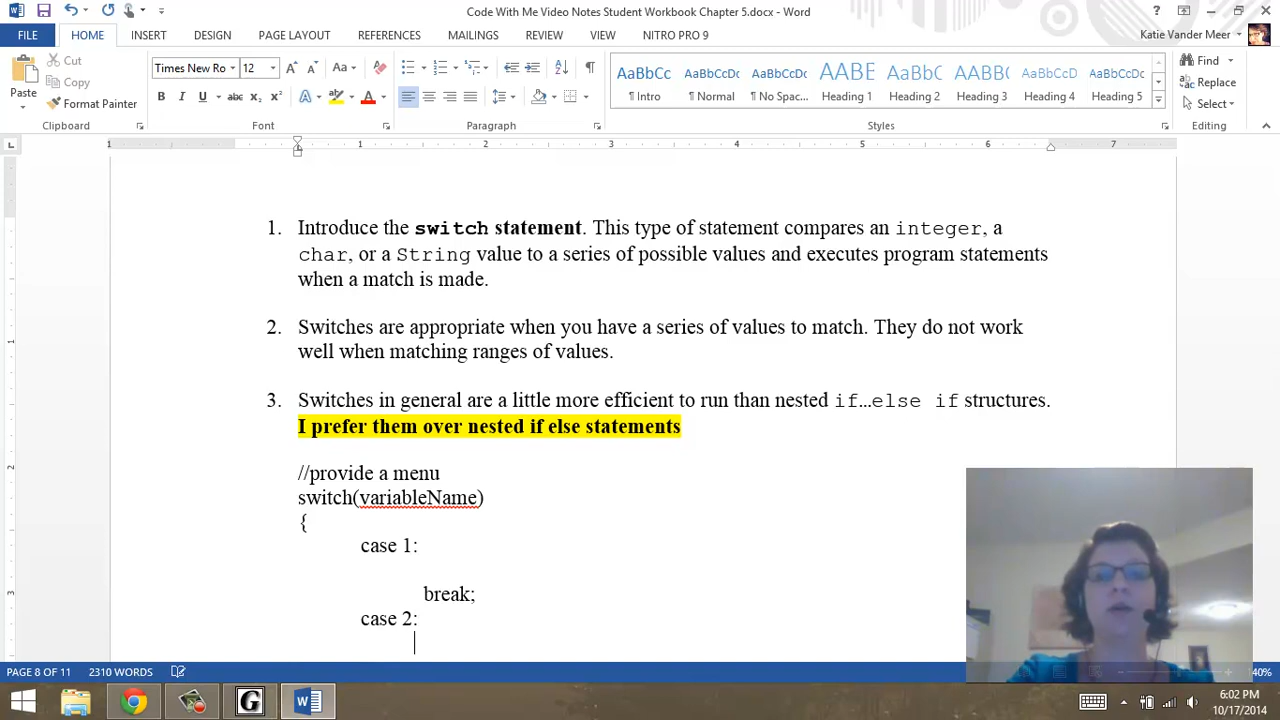 Code With Me Video Notes Student Workbook Chapter 5.docx - Word
FILE HOME INSERT DESIGN PAGE LAYOUT REFERENCES MAILINGS REVIEW VIEW NITRO PRO 9 Katie Vander Meer
Paste
Cut
Copy
Format Painter
Clipboard
Times New Ro 12
Font
Paragraph
AaBbCc AaBbCcDc AaBbCcDc AABE AaBbC AABBC AaBbCcD AaBbCcDc
¶ Intro ¶ Normal ¶ No Spac... Heading 1 Heading 2 Heading 3 Heading 4 Heading 5
Styles
Find
Replace
Select
Editing
1. Introduce the switch statement. This type of statement compares an integer, a
char, or a String value to a series of possible values and executes program statements
when a match is made.
2. Switches are appropriate when you have a series of values to match. They do not work
well when matching ranges of values.
3. Switches in general are a little more efficient to run than nested if…else if structures.
I prefer them over nested if else statements
//provide a menu
switch(variableName)
{
case 1:
break;
case 2:
PAGE 8 OF 11 2310 WORDS 140%
6:02 PM
10/17/2014